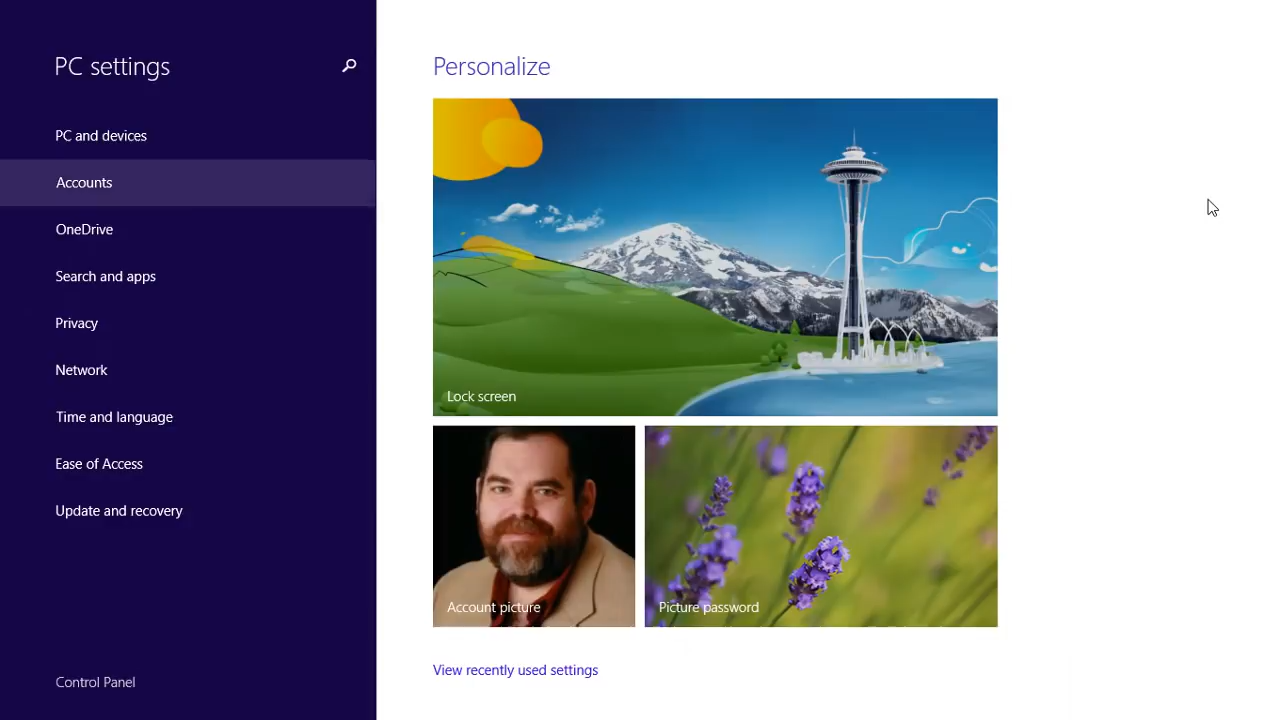 PC settings
PC and devices
Accounts
OneDrive
Search and apps
Privacy
Network
Time and language
Ease of Access
Update and recovery
Control Panel
Personalize
Lock screen
Account picture
Picture password
View recently used settings